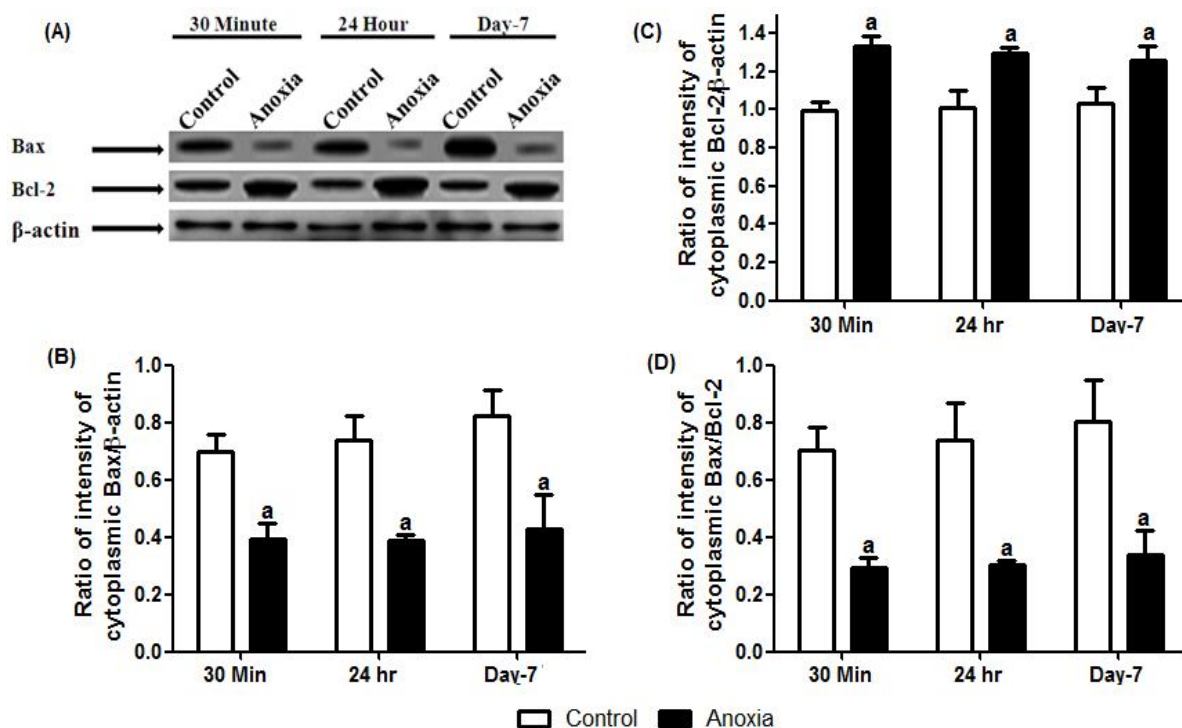 (A)
30 Minute 24 Hour Day-7
Control Anoxia Control Anoxia Control Anoxia
Bax
Bcl-2
β-actin
(B)
Ratio of intensity of
cytoplasmic Bax/β-actin
1.0
0.8
0.6
0.4
0.2
0.0
a a a
30 Min 24 hr Day-7
(C)
Ratio of intensity of
cytoplasmic Bcl-2/β-actin
1.4
1.2
1.0
0.8
0.6
0.4
0.2
0.0
a a a
30 Min 24 hr Day-7
(D)
Ratio of intensity of
cytoplasmic Bax/Bcl-2
1.0
0.8
0.6
0.4
0.2
0.0
a a a
30 Min 24 hr Day-7
Control Anoxia